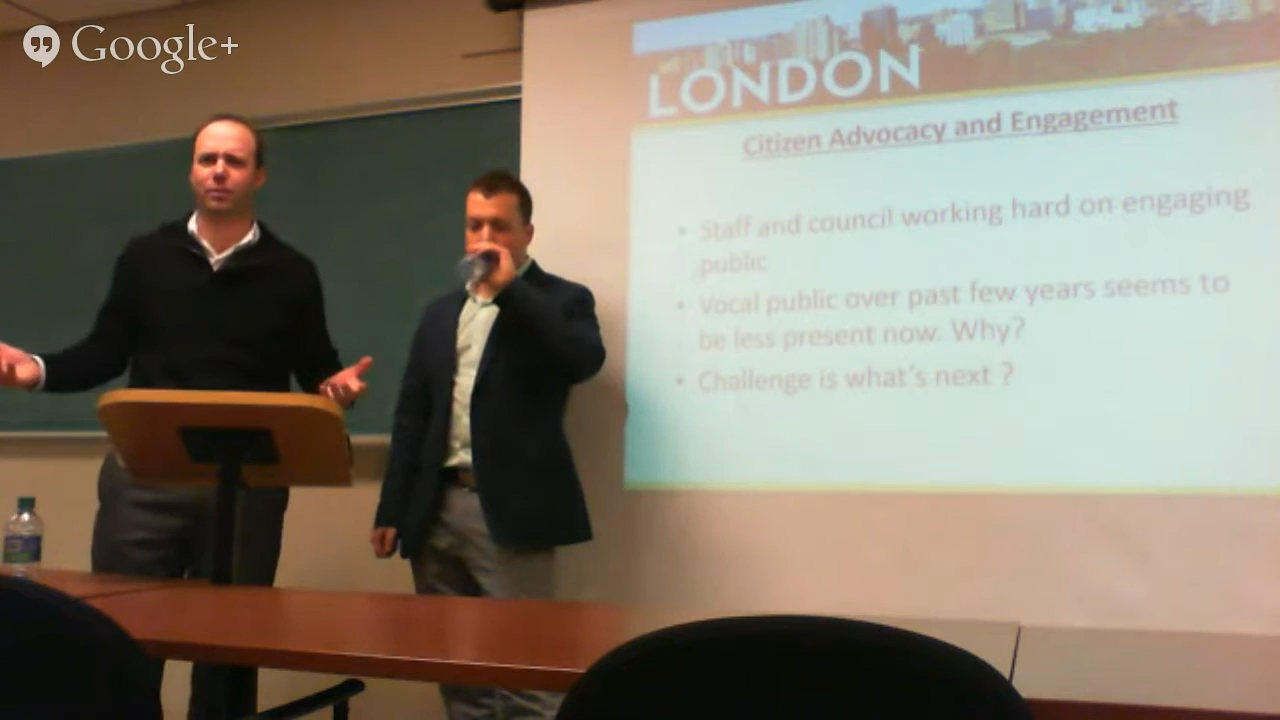 Google+
LONDON
Citizen Advocacy and Engagement
• Staff and council working hard on engaging
public
• Vocal public over past few years seems to
be less present now. Why?
• Challenge is what's next ?